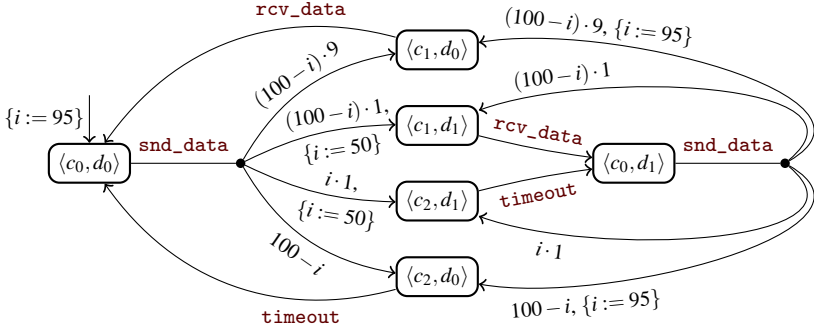 rcv_data
(100−i)·9, {i := 95}
⟨c₁, d₀⟩
(100−i)·9
(100−i)·1
{i := 95}
(100−i)·1,
{i := 50}
⟨c₁, d₁⟩
rcv_data
snd_data
snd_data
⟨c₀, d₀⟩
⟨c₀, d₁⟩
i·1,
{i := 50}
⟨c₂, d₁⟩
timeout
i·1
100−i
⟨c₂, d₀⟩
100−i, {i := 95}
timeout